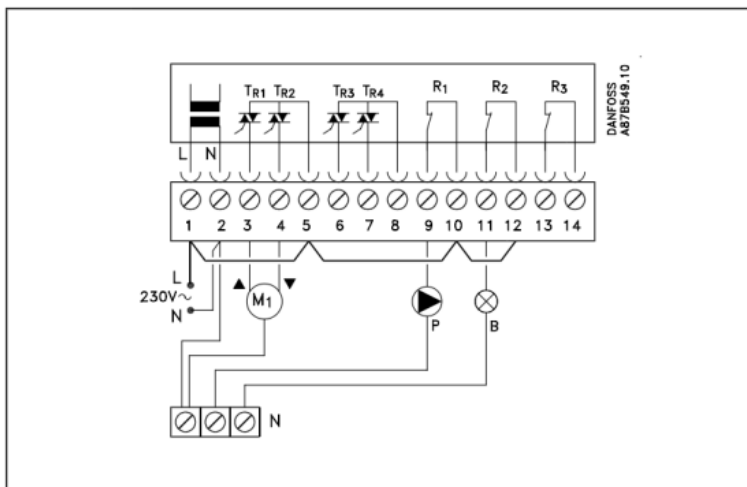 TR1 TR2 TR3 TR4 R1 R2 R3
DANFOSS
A87B549.10
L N
1 2 3 4 5 6 7 8 9 10 11 12 13 14
L
230V~
N
M1
P
B
N